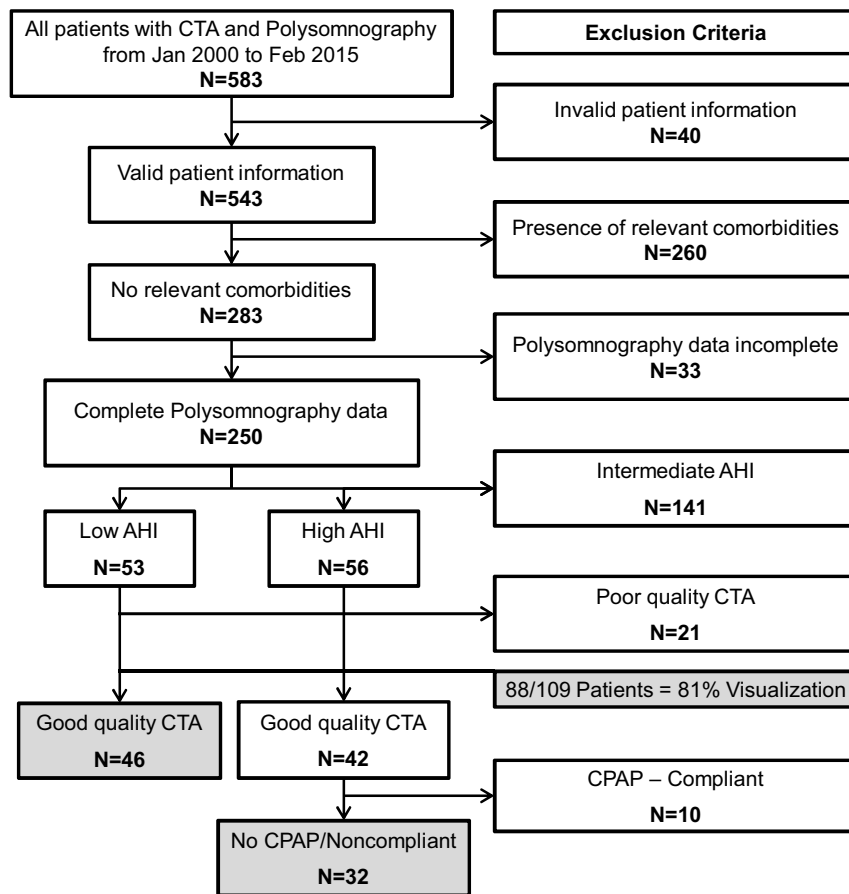 All patients with CTA and Polysomnography
from Jan 2000 to Feb 2015
N=583
Exclusion Criteria
Invalid patient information
N=40
Valid patient information
N=543
Presence of relevant comorbidities
N=260
No relevant comorbidities
N=283
Polysomnography data incomplete
N=33
Complete Polysomnography data
N=250
Intermediate AHI
N=141
Low AHI
N=53
High AHI
N=56
Poor quality CTA
N=21
88/109 Patients = 81% Visualization
Good quality CTA
N=46
Good quality CTA
N=42
CPAP – Compliant
N=10
No CPAP/Noncompliant
N=32